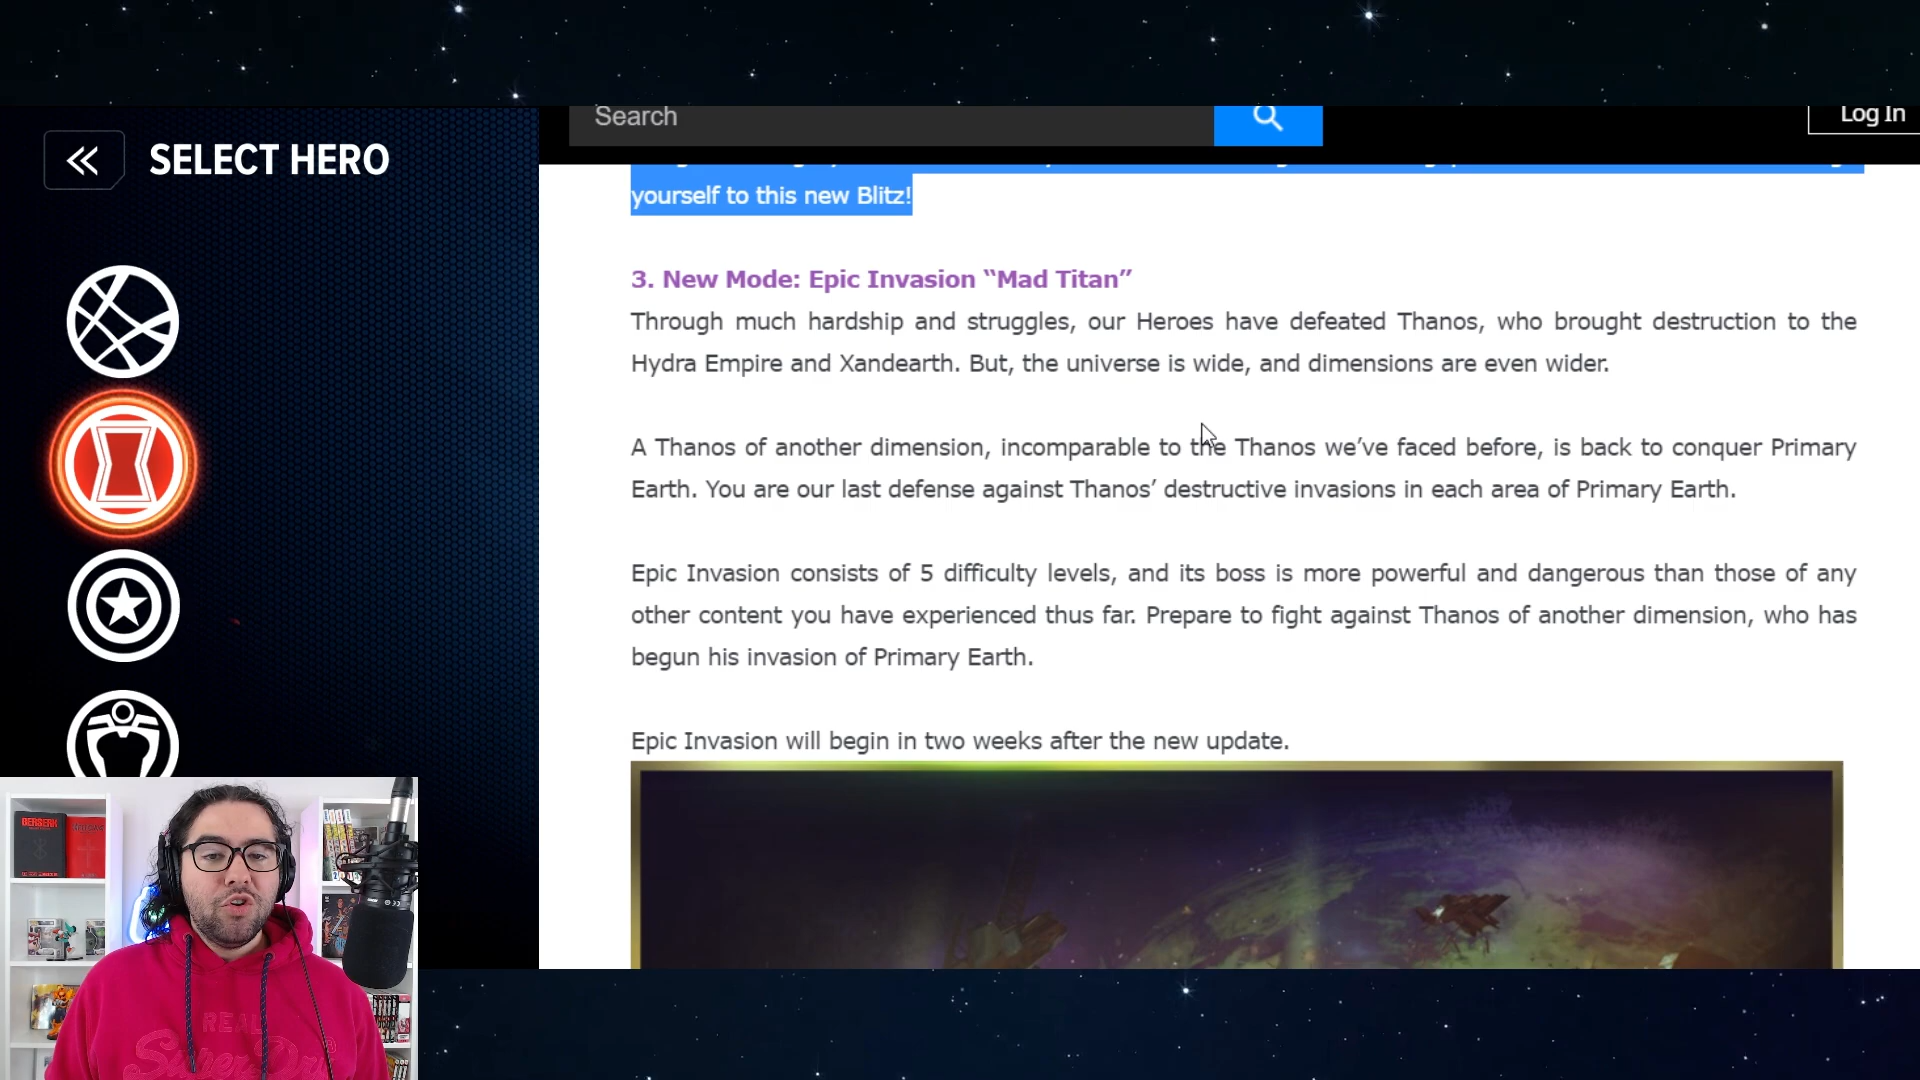 Search
Log In
SELECT HERO
yourself to this new Blitz!
3. New Mode: Epic Invasion “Mad Titan”
Through much hardship and struggles, our Heroes have defeated Thanos, who brought destruction to the
Hydra Empire and Xandearth. But, the universe is wide, and dimensions are even wider.
A Thanos of another dimension, incomparable to the Thanos we’ve faced before, is back to conquer Primary
Earth. You are our last defense against Thanos’ destructive invasions in each area of Primary Earth.
Epic Invasion consists of 5 difficulty levels, and its boss is more powerful and dangerous than those of any
other content you have experienced thus far. Prepare to fight against Thanos of another dimension, who has
begun his invasion of Primary Earth.
Epic Invasion will begin in two weeks after the new update.
BERSERK
REAL